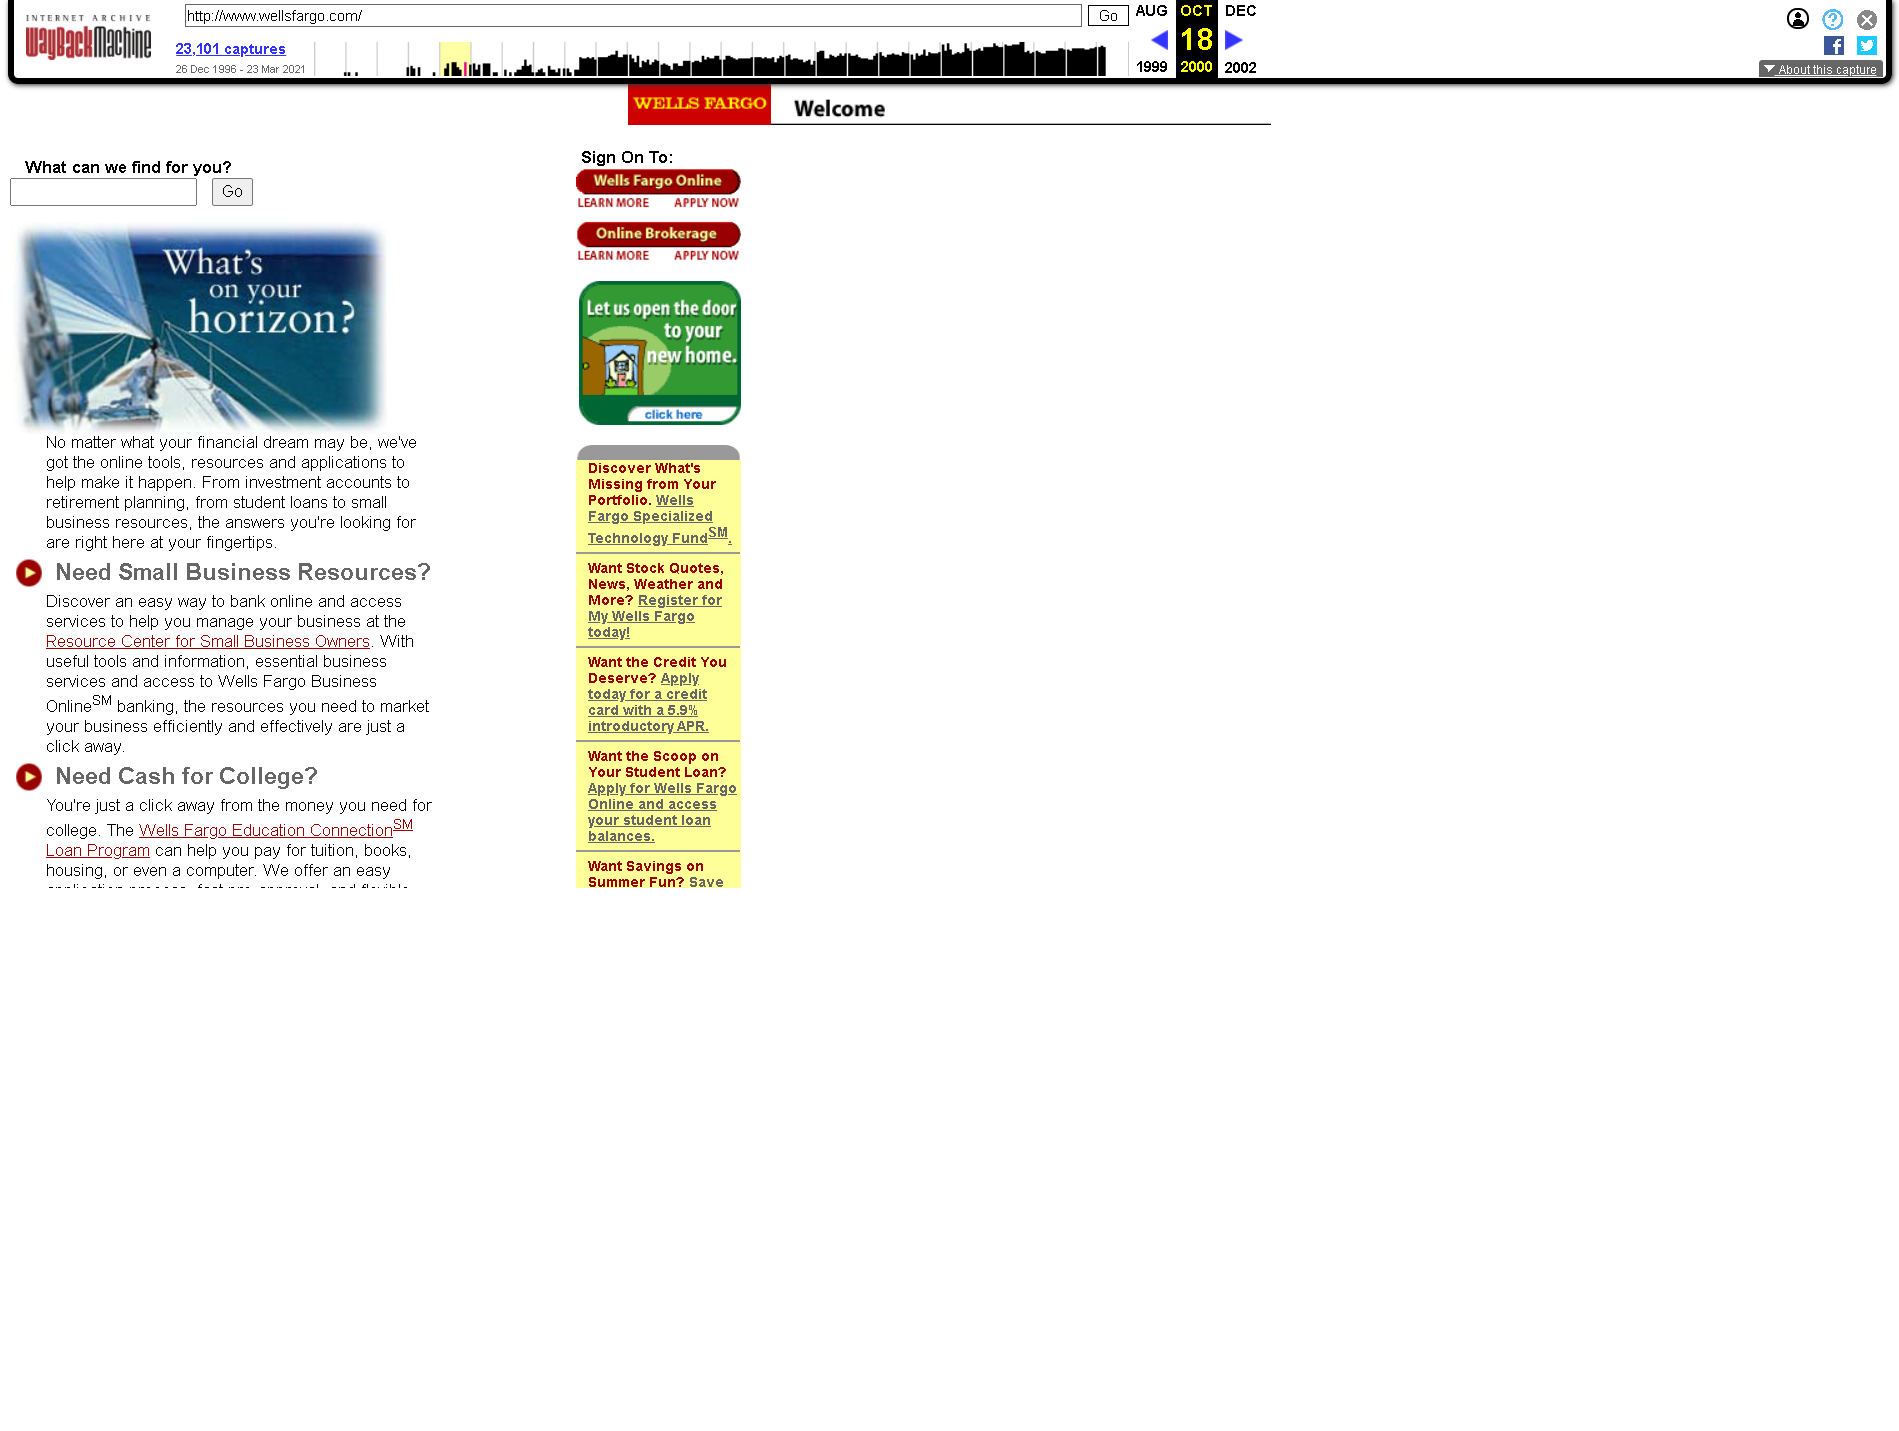 INTERNET ARCHIVE
WayBackMachine
http://www.wellsfargo.com/
Go
AUG OCT DEC
23,101 captures
18
26 Dec 1996 - 23 Mar 2021
1999 2000 2002
About this capture
WELLS FARGO
Welcome
What can we find for you?
Go
What's
on your
horizon?
No matter what your financial dream may be, we've
got the online tools, resources and applications to
help make it happen. From investment accounts to
retirement planning, from student loans to small
business resources, the answers you're looking for
are right here at your fingertips.
Need Small Business Resources?
Discover an easy way to bank online and access
services to help you manage your business at the
Resource Center for Small Business Owners. With
useful tools and information, essential business
services and access to Wells Fargo Business
OnlineSM banking, the resources you need to market
your business efficiently and effectively are just a
click away.
Need Cash for College?
You're just a click away from the money you need for
college. The Wells Fargo Education ConnectionSM
Loan Program can help you pay for tuition, books,
housing, or even a computer. We offer an easy
Sign On To:
Wells Fargo Online
LEARN MORE APPLY NOW
Online Brokerage
LEARN MORE APPLY NOW
Let us open the door
to your
new home.
click here
Discover What's
Missing from Your
Portfolio. Wells
Fargo Specialized
Technology FundSM.
Want Stock Quotes,
News, Weather and
More? Register for
My Wells Fargo
today!
Want the Credit You
Deserve? Apply
today for a credit
card with a 5.9%
introductory APR.
Want the Scoop on
Your Student Loan?
Apply for Wells Fargo
Online and access
your student loan
balances.
Want Savings on
Summer Fun? Save